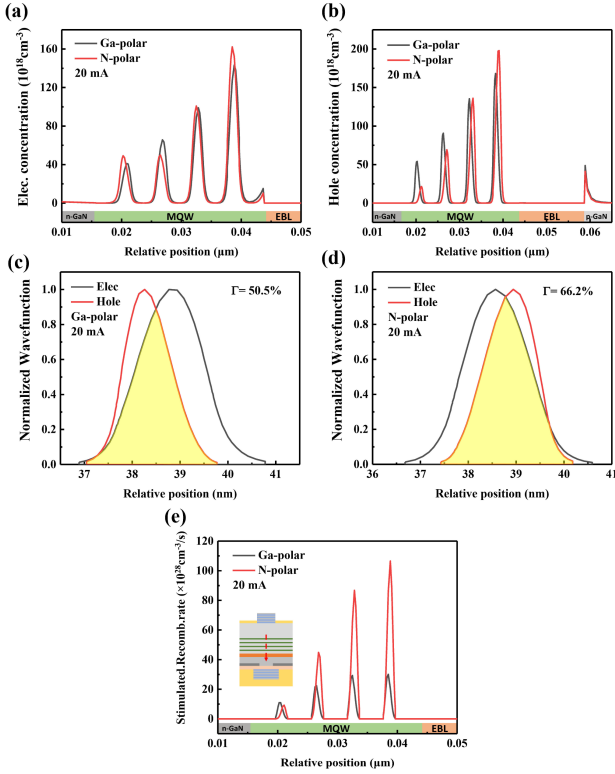 (a)
Ga-polar
N-polar
20 mA
Elec. concentration (10¹⁸cm⁻³)
160
120
80
40
0
n-GaN
MQW
EBL
0.01 0.02 0.03 0.04 0.05
Relative position (µm)
(b)
Ga-polar
N-polar
20 mA
Hole concentration (10¹⁸cm⁻³)
200
150
100
50
0
n-GaN
MQW
EBL
p-GaN
0.01 0.02 0.03 0.04 0.05 0.06
Relative position (µm)
(c)
Elec
Hole
Ga-polar
20 mA
Γ= 50.5%
Normalized Wavefunction
1.0
0.8
0.6
0.4
0.2
0.0
37 38 39 40 41
Relative position (nm)
(d)
Elec
Hole
N-polar
20 mA
Γ= 66.2%
Normalized Wavefunction
1.0
0.8
0.6
0.4
0.2
0.0
36 37 38 39 40 41
Relative position (nm)
(e)
Ga-polar
N-polar
20 mA
Stimulated.Recomb.rate (×10²⁸cm⁻³/s)
120
100
80
60
40
20
0
n-GaN
MQW
EBL
0.01 0.02 0.03 0.04 0.05
Relative position (µm)